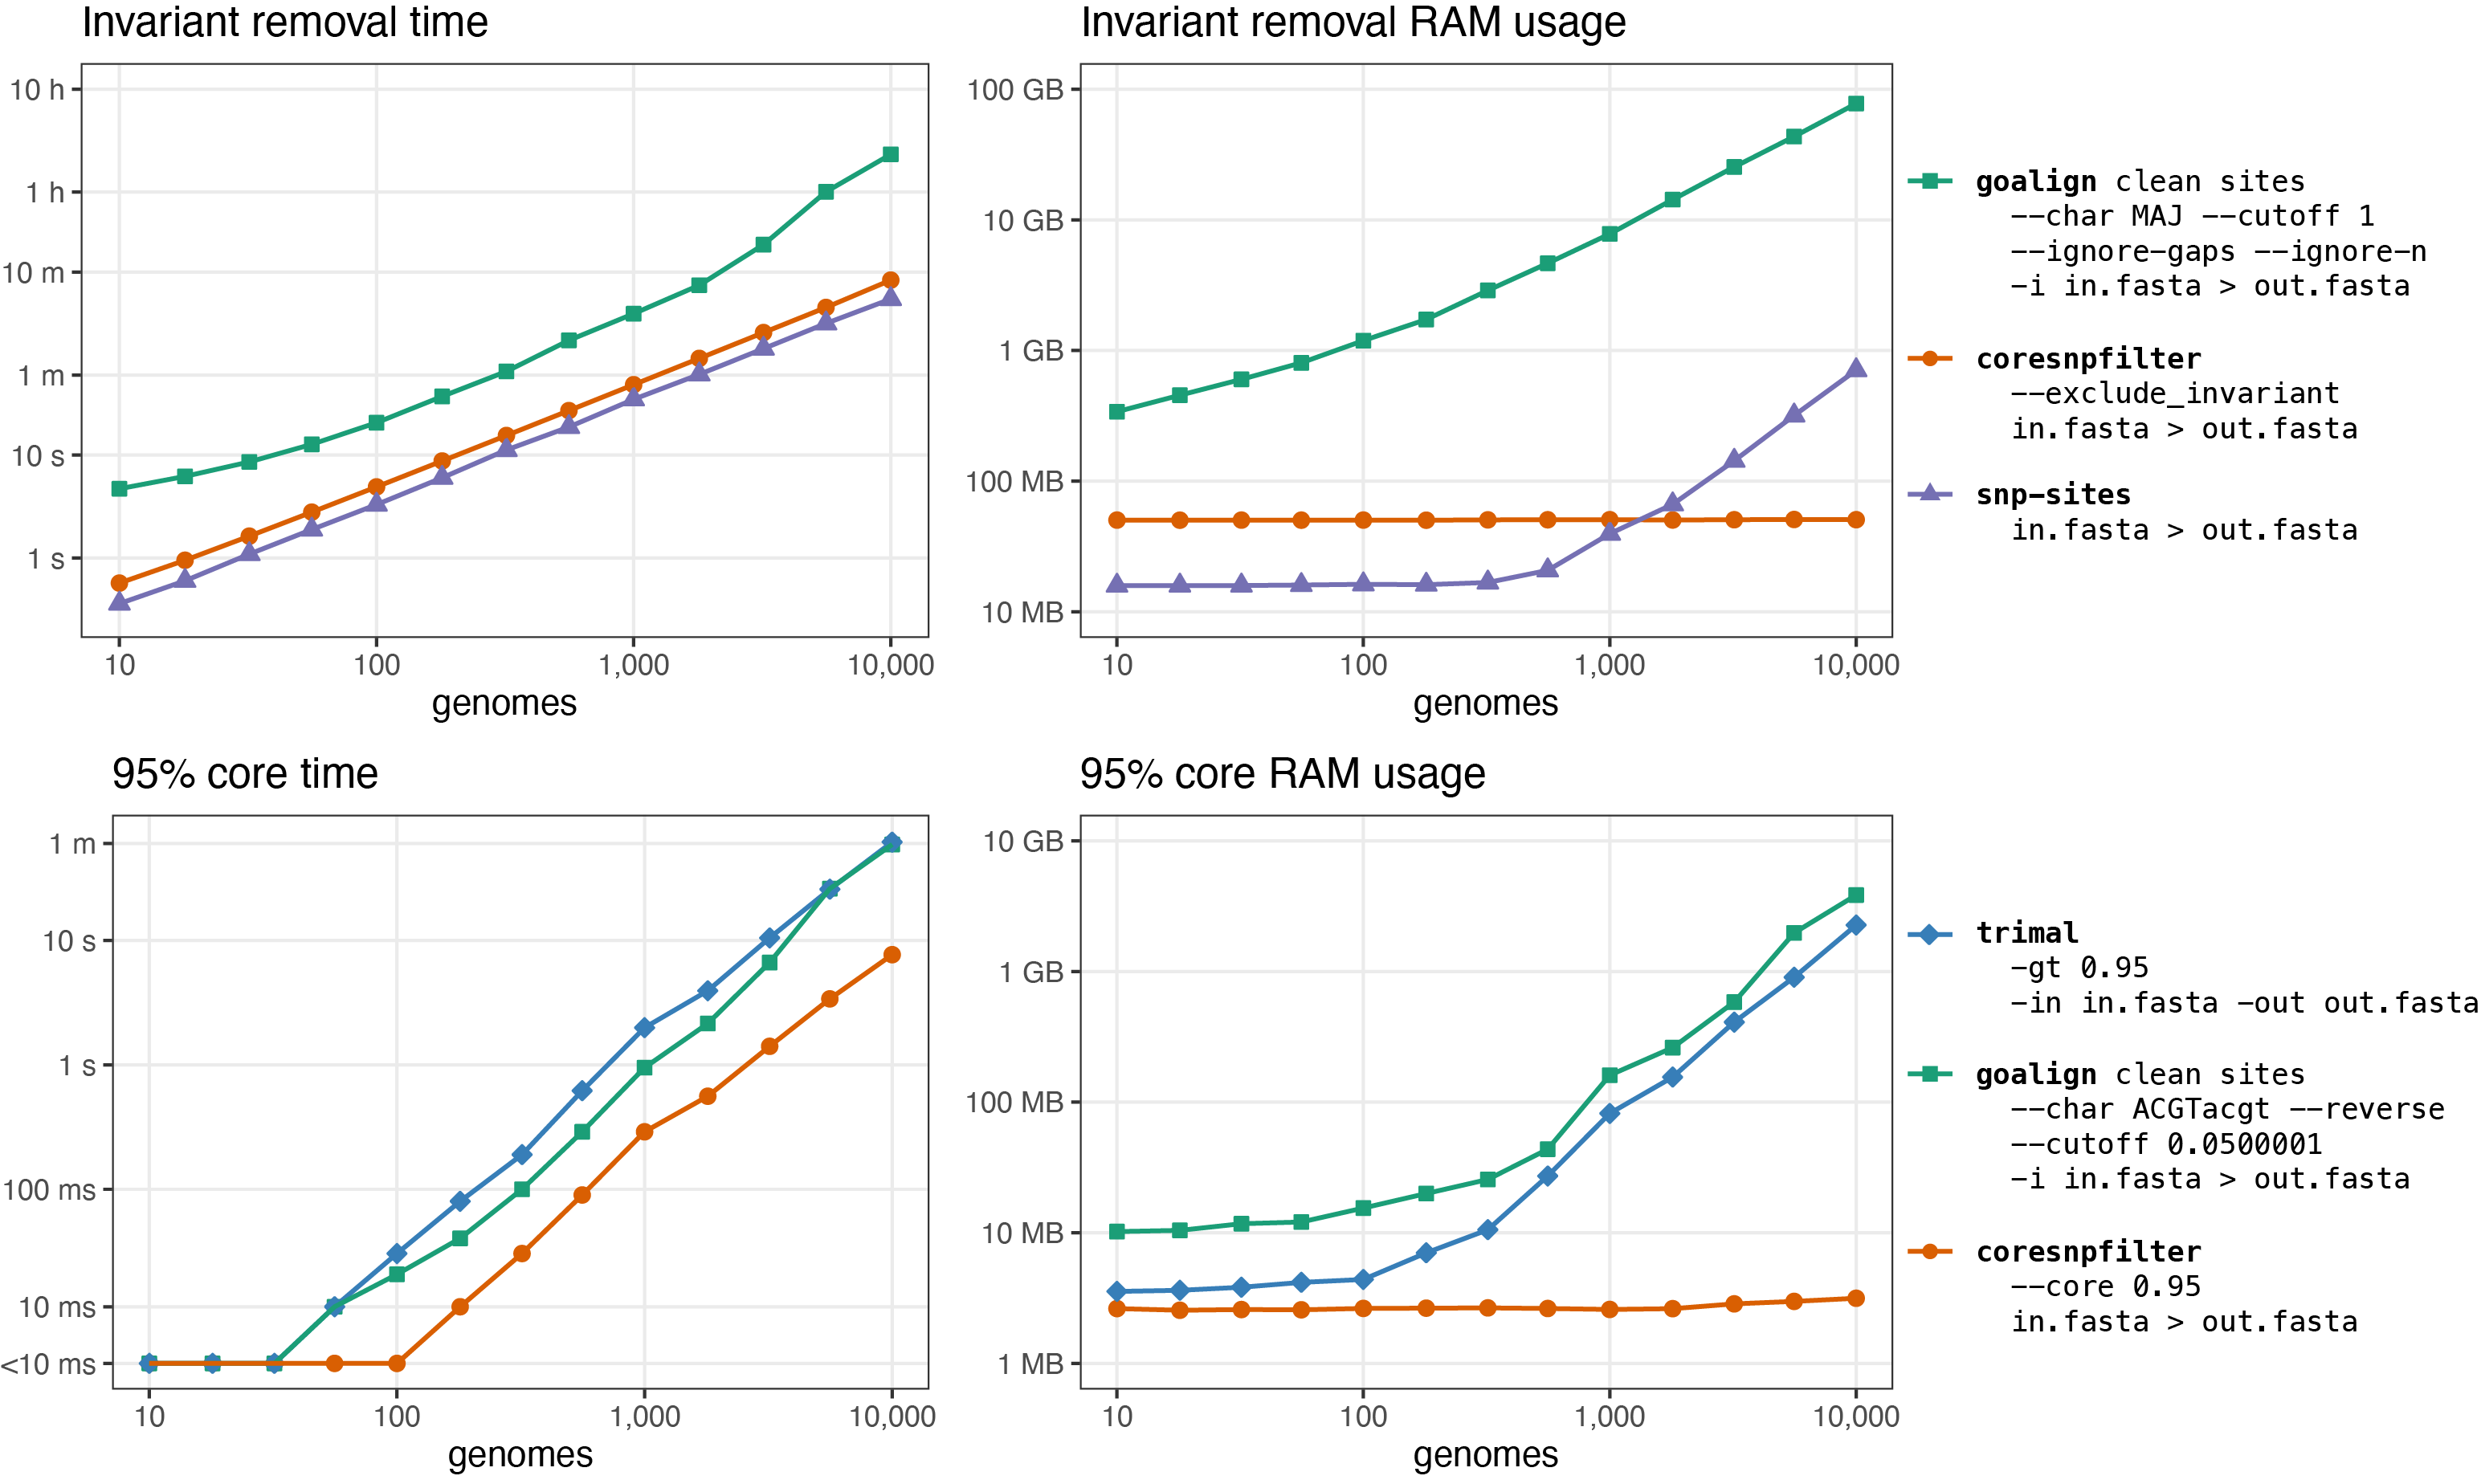 Invariant removal time
10 h
1 h
10 m
1 m
10 s
1 s
10 100 1,000 10,000
genomes
Invariant removal RAM usage
100 GB
10 GB
1 GB
100 MB
10 MB
10 100 1,000 10,000
genomes
goalign clean sites
--char MAJ --cutoff 1
--ignore-gaps --ignore-n
-i in.fasta > out.fasta
coresnpfilter
--exclude_invariant
in.fasta > out.fasta
snp-sites
in.fasta > out.fasta
95% core time
1 m
10 s
1 s
100 ms
10 ms
<10 ms
10 100 1,000 10,000
genomes
95% core RAM usage
10 GB
1 GB
100 MB
10 MB
1 MB
10 100 1,000 10,000
genomes
trimal
-gt 0.95
-in in.fasta -out out.fasta
goalign clean sites
--char ACGTacgt --reverse
--cutoff 0.0500001
-i in.fasta > out.fasta
coresnpfilter
--core 0.95
in.fasta > out.fasta